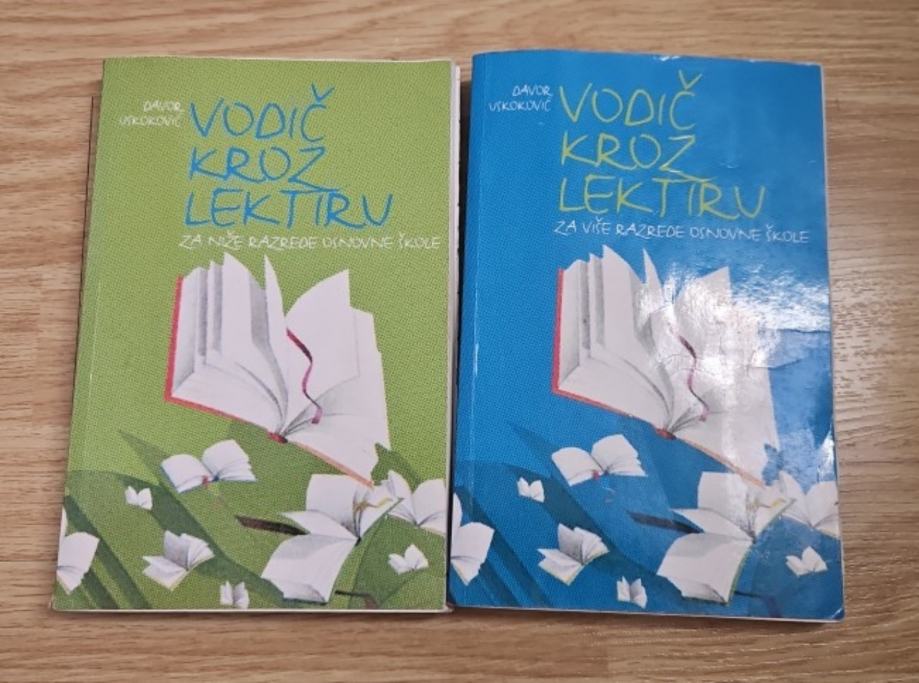 DAVOR
USKOKOVIĆ
VODIČ
KROZ
LEKTIRU
ZA NIŽE RAZREDE OSNOVNE ŠKOLE
DAVOR
USKOKOVIĆ
VODIČ
KROZ
LEKTIRU
ZA VIŠE RAZREDE OSNOVNE ŠKOLE